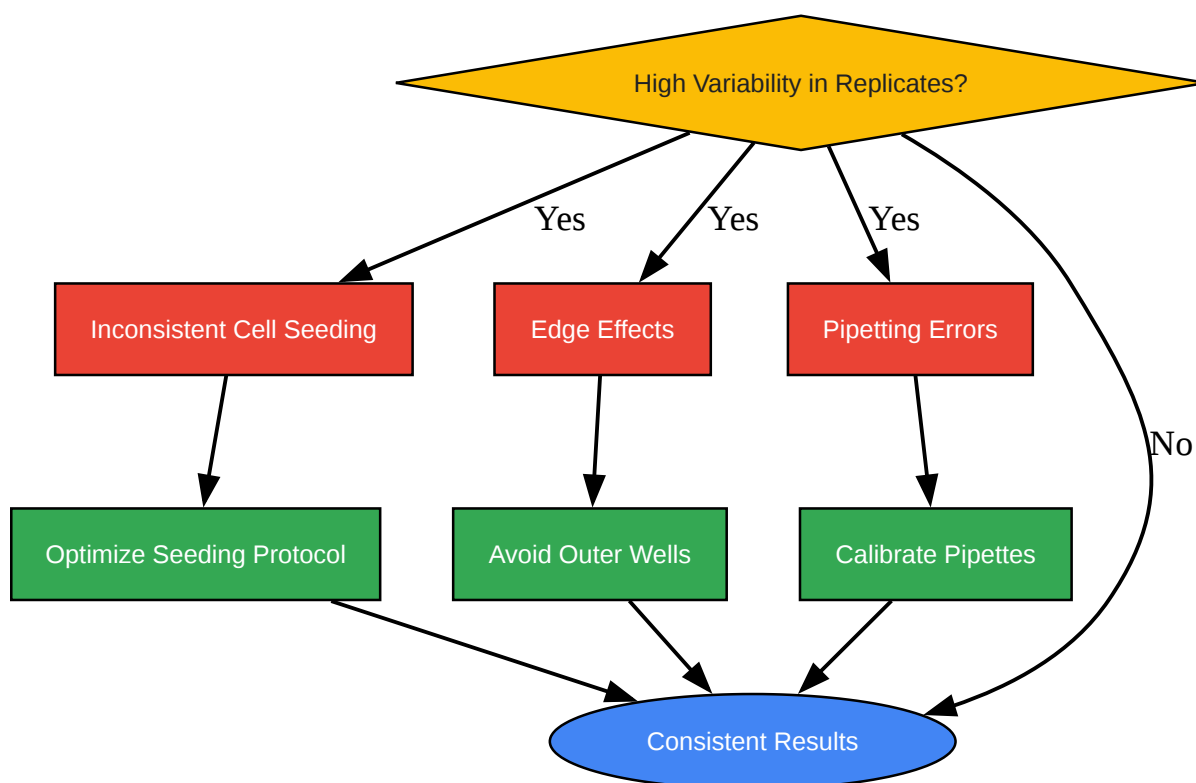 High Variability in Replicates?
Yes
Yes
Yes
Inconsistent Cell Seeding
Edge Effects
Pipetting Errors
No
Optimize Seeding Protocol
Avoid Outer Wells
Calibrate Pipettes
Consistent Results